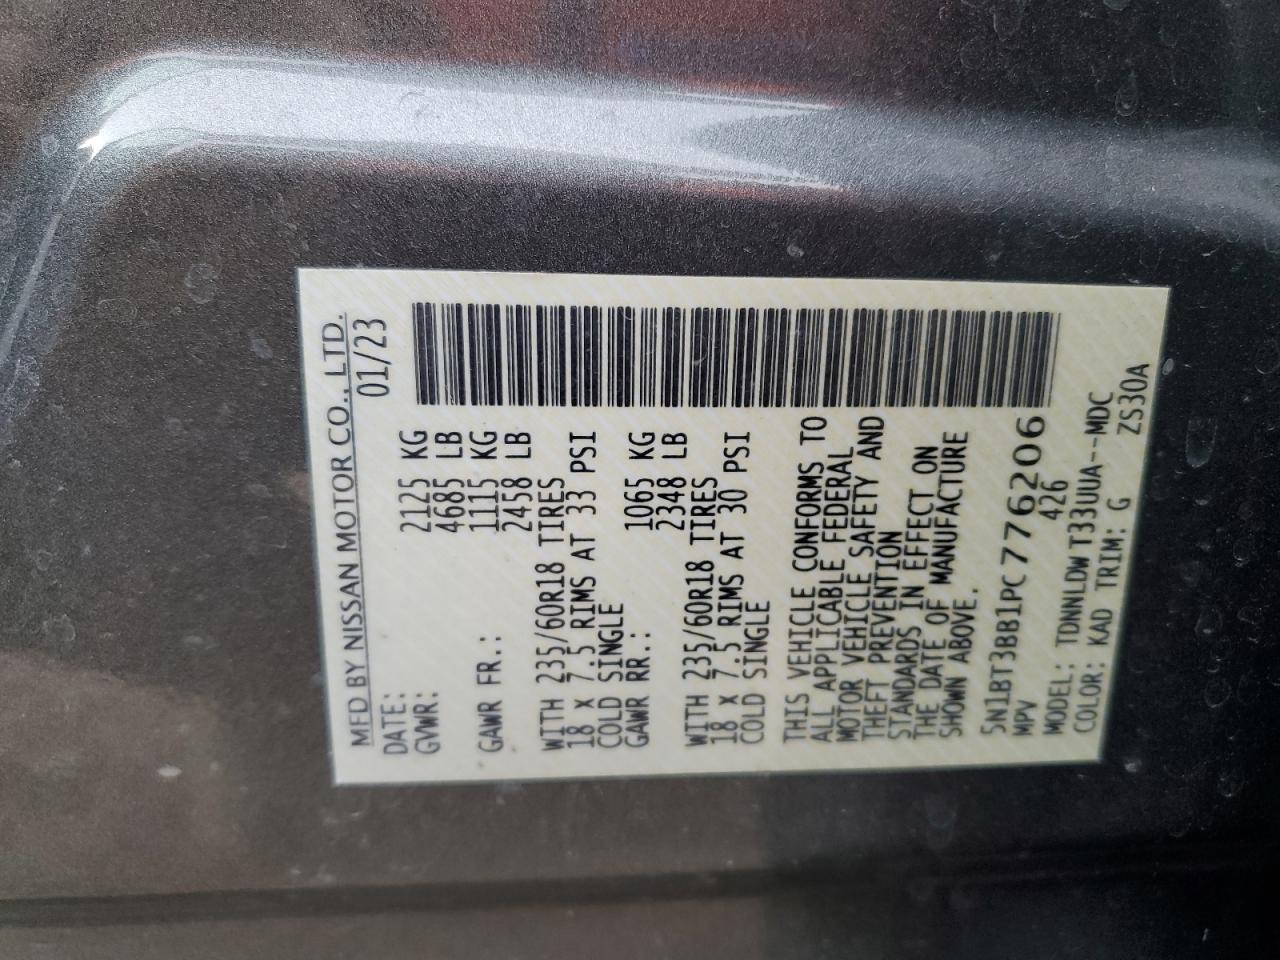 MFD BY NISSAN MOTOR CO., LTD.
DATE: 01/23
GVWR: 2125 KG
4685 LB
GAWR FR.: 1115 KG
2458 LB
WITH 235/60R18 TIRES
18 x 7.5 RIMS AT 33 PSI
COLD SINGLE
GAWR RR.: 1065 KG
2348 LB
WITH 235/60R18 TIRES
18 x 7.5 RIMS AT 30 PSI
COLD SINGLE
THIS VEHICLE CONFORMS TO
ALL APPLICABLE FEDERAL
MOTOR VEHICLE SAFETY AND
THEFT PREVENTION
STANDARDS IN EFFECT ON
THE DATE OF MANUFACTURE
SHOWN ABOVE.
5N1BT3BB1PC776206
MPV 426
MODEL: TDNNLDW T33UUA--MDC
COLOR: KAD TRIM: G ZS30A